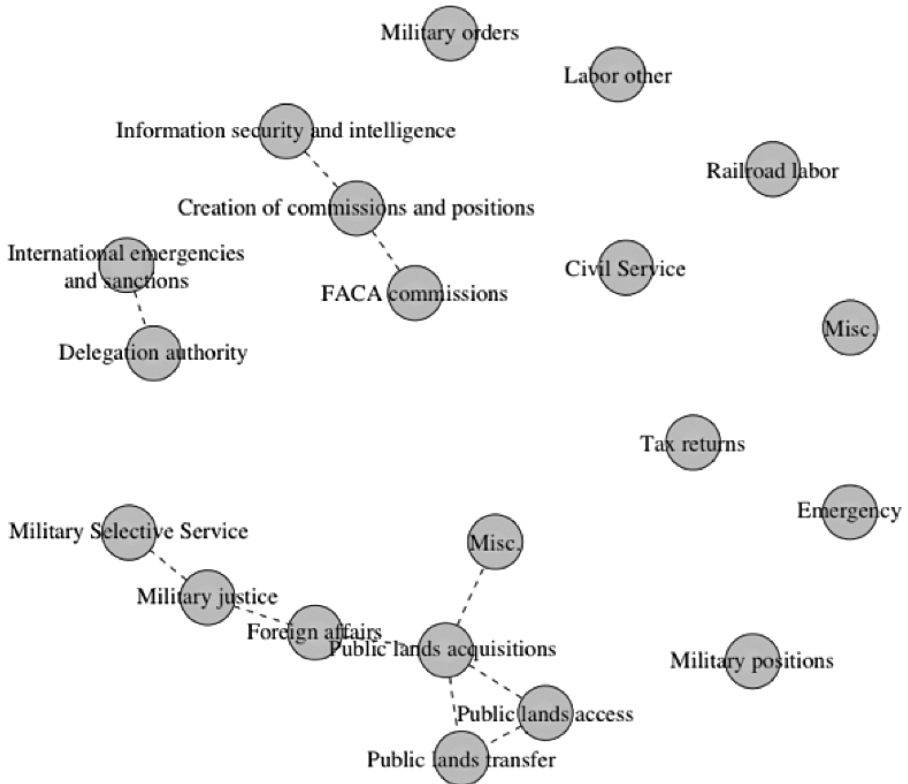 Military orders
Labor other
Information security and intelligence
Railroad labor
Creation of commissions and positions
International emergencies
and sanctions
Civil Service
FACA commissions
Misc.
Delegation authority
Tax returns
Emergency
Military Selective Service
Misc.
Military justice
Foreign affairs
Public lands acquisitions
Military positions
Public lands access
Public lands transfer